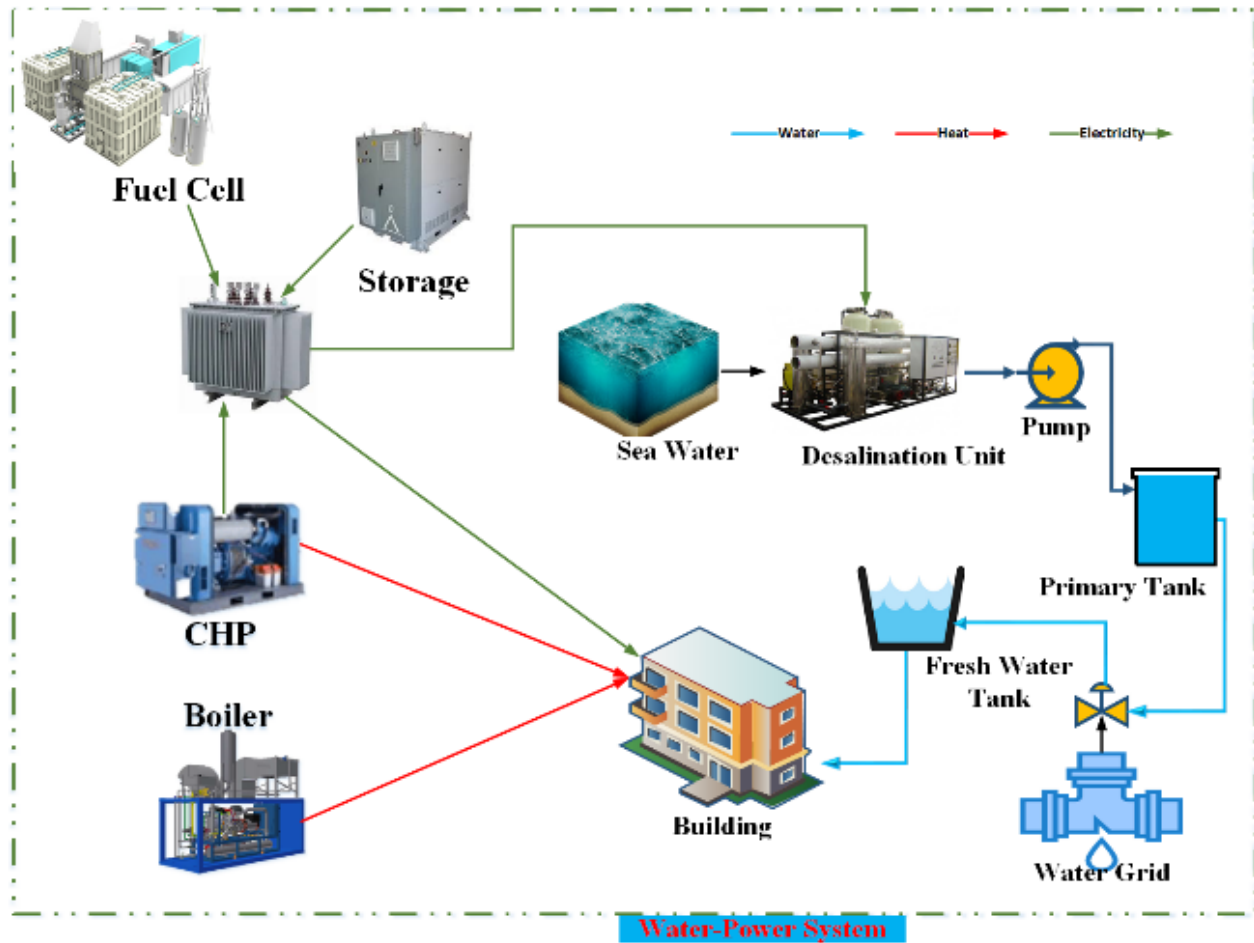 Fuel Cell
Water
Heat
Electricity
Storage
Sea Water
Desalination Unit
Pump
Primary Tank
CHP
Fresh Water
Tank
Boiler
Building
Water Grid
Water-Power System